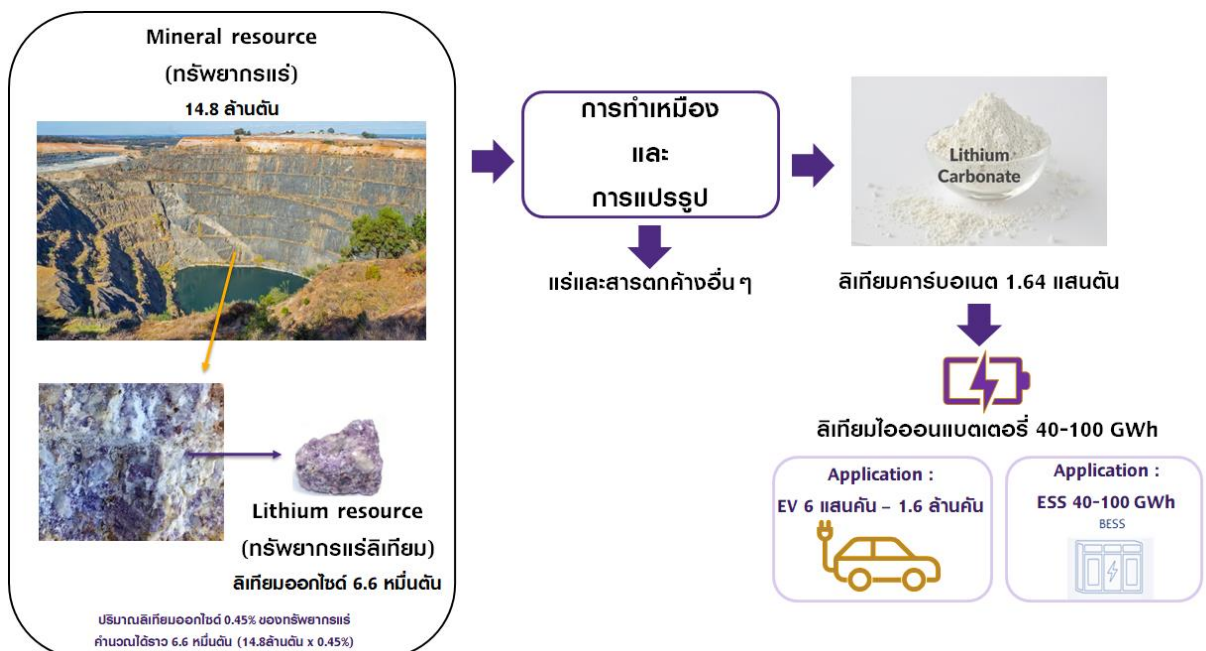 Mineral resource
(ทรัพยากรแร่)
14.8 ล้านตัน
Lithium resource
(ทรัพยากรแร่ลิเทียม)
ลิเทียมออกไซด์ 6.6 หมื่นตัน
ปริมาณลิเทียมออกไซด์ 0.45% ของทรัพยากรแร่
คำนวณได้ราว 6.6 หมื่นตัน (14.8ล้านตัน x 0.45%)
การทำเหมือง
และ
การแปรรูป
แร่และสารตกค้างอื่น ๆ
Lithium
Carbonate
ลิเทียมคาร์บอเนต 1.64 แสนตัน
ลิเทียมไอออนแบตเตอรี่ 40-100 GWh
Application :
EV 6 แสนคัน – 1.6 ล้านคัน
Application :
ESS 40-100 GWh
BESS